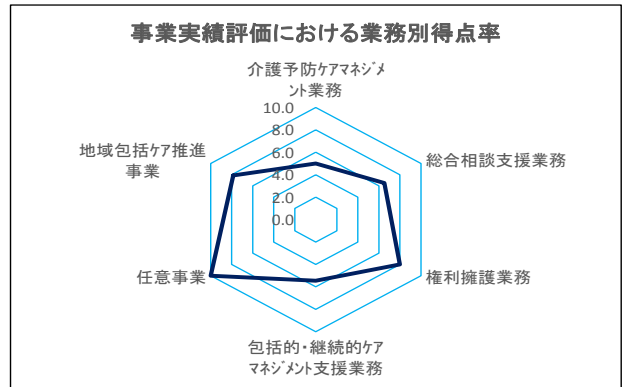 事業実績評価における業務別得点率
介護予防ケアマネジメ
ント業務
10.0
8.0
6.0
4.0
2.0
0.0
総合相談支援業務
権利擁護業務
包括的・継続的ケア
マネジメント支援業務
任意事業
地域包括ケア推進
事業